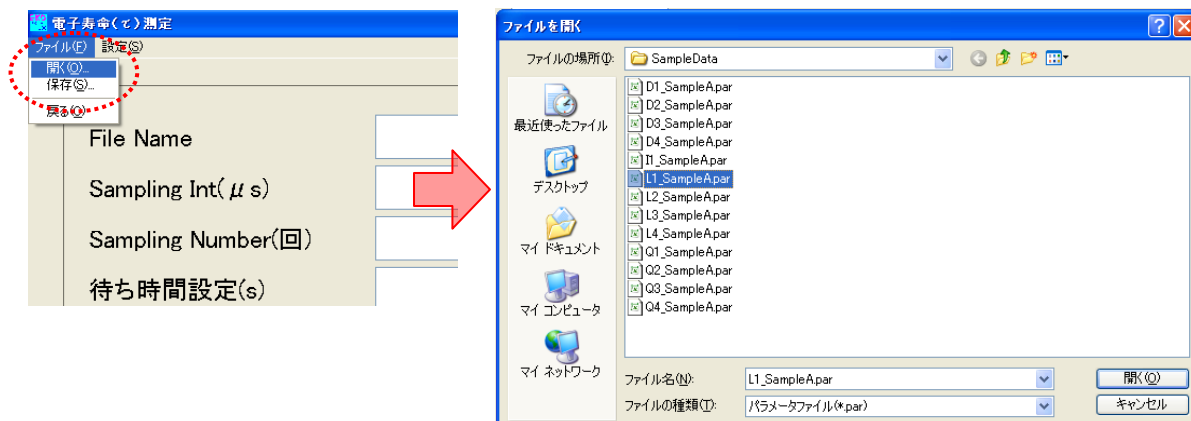 電子寿命(τ)測定
ファイル(F) 設定(S)
開く(O)...
保存(S)...
戻る(Q)
File Name
Sampling Int(μs)
Sampling Number(回)
待ち時間設定(s)
ファイルを開く
ファイルの場所(I):
SampleData
最近使ったファイル
デスクトップ
マイ ドキュメント
マイ コンピュータ
マイ ネットワーク
D1_SampleA.par
D2_SampleA.par
D3_SampleA.par
D4_SampleA.par
I1_SampleA.par
L1_SampleA.par
L2_SampleA.par
L3_SampleA.par
L4_SampleA.par
Q1_SampleA.par
Q2_SampleA.par
Q3_SampleA.par
Q4_SampleA.par
ファイル名(N): L1_SampleA.par 開く(O)
ファイルの種類(T): パラメータファイル(*.par) キャンセル